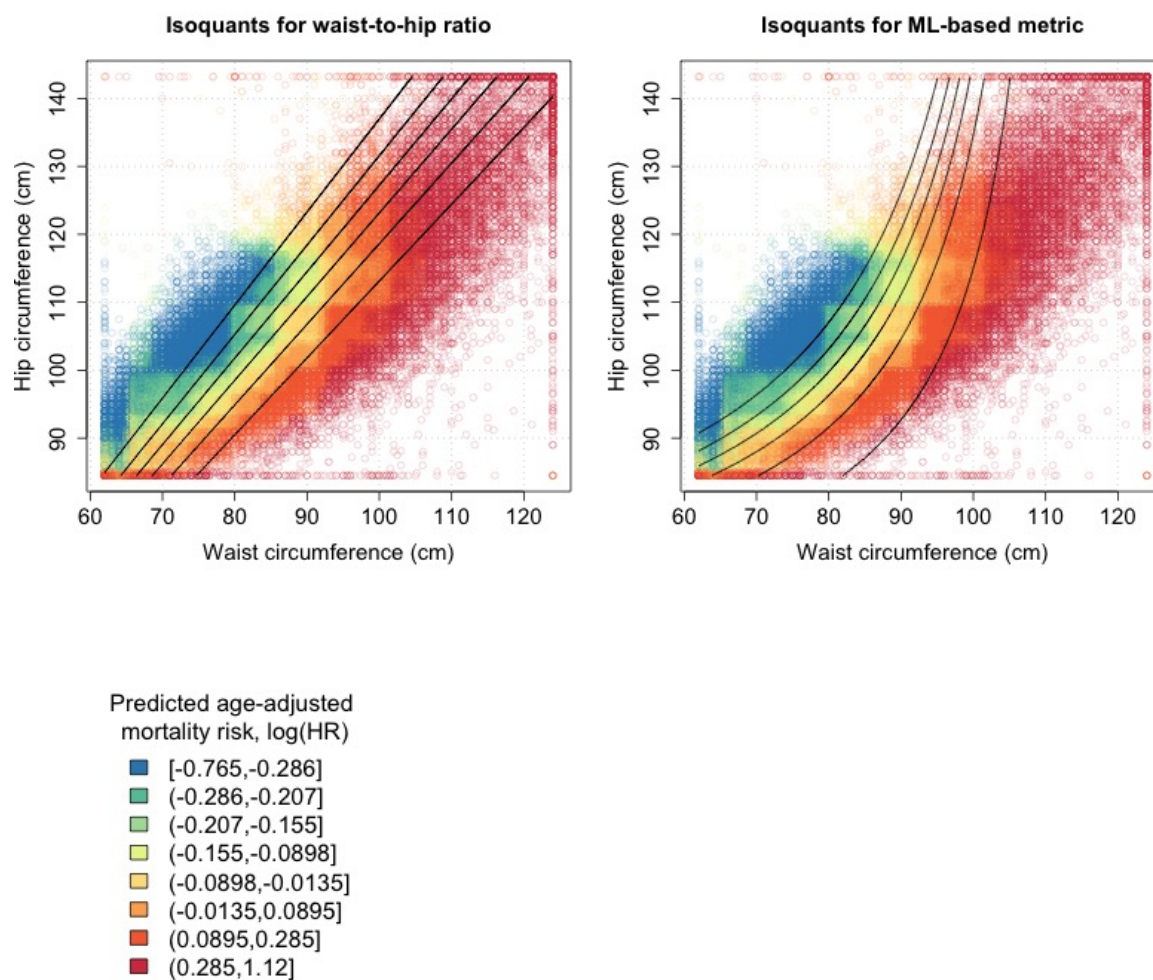 Isoquants for waist-to-hip ratio
Hip circumference (cm)
140
130
120
110
100
90
60 70 80 90 100 110 120
Waist circumference (cm)
Isoquants for ML-based metric
Hip circumference (cm)
140
130
120
110
100
90
60 70 80 90 100 110 120
Waist circumference (cm)
Predicted age-adjusted
mortality risk, log(HR)
[-0.765,-0.286]
(-0.286,-0.207]
(-0.207,-0.155]
(-0.155,-0.0898]
(-0.0898,-0.0135]
(-0.0135,0.0895]
(0.0895,0.285]
(0.285,1.12]